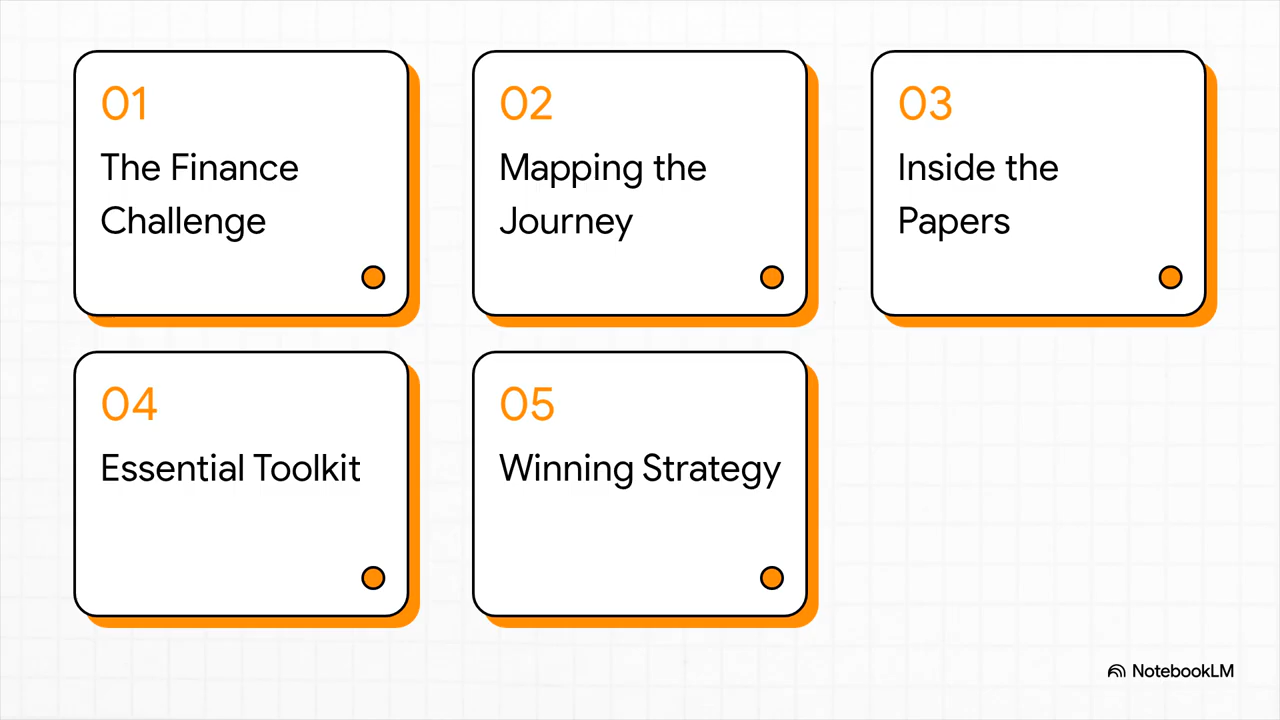 01
The Finance
Challenge
02
Mapping the
Journey
03
Inside the
Papers
04
Essential Toolkit
05
Winning Strategy
NotebookLM